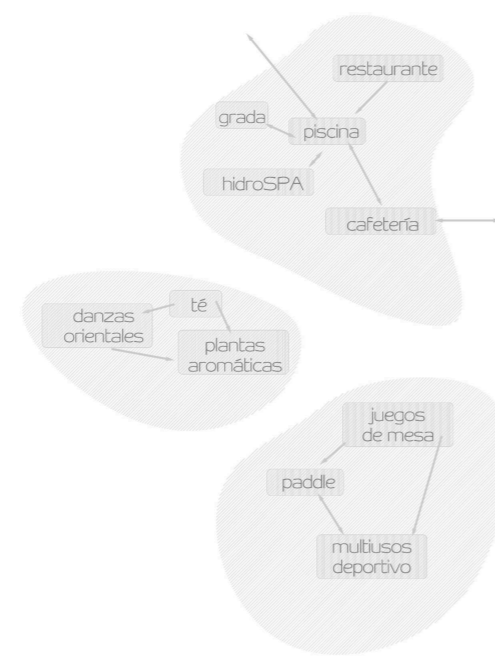 restaurante
grada
piscina
hidroSPA
cafetería
té
danzas
orientales
plantas
aromáticas
juegos
de mesa
paddle
multiusos
deportivo